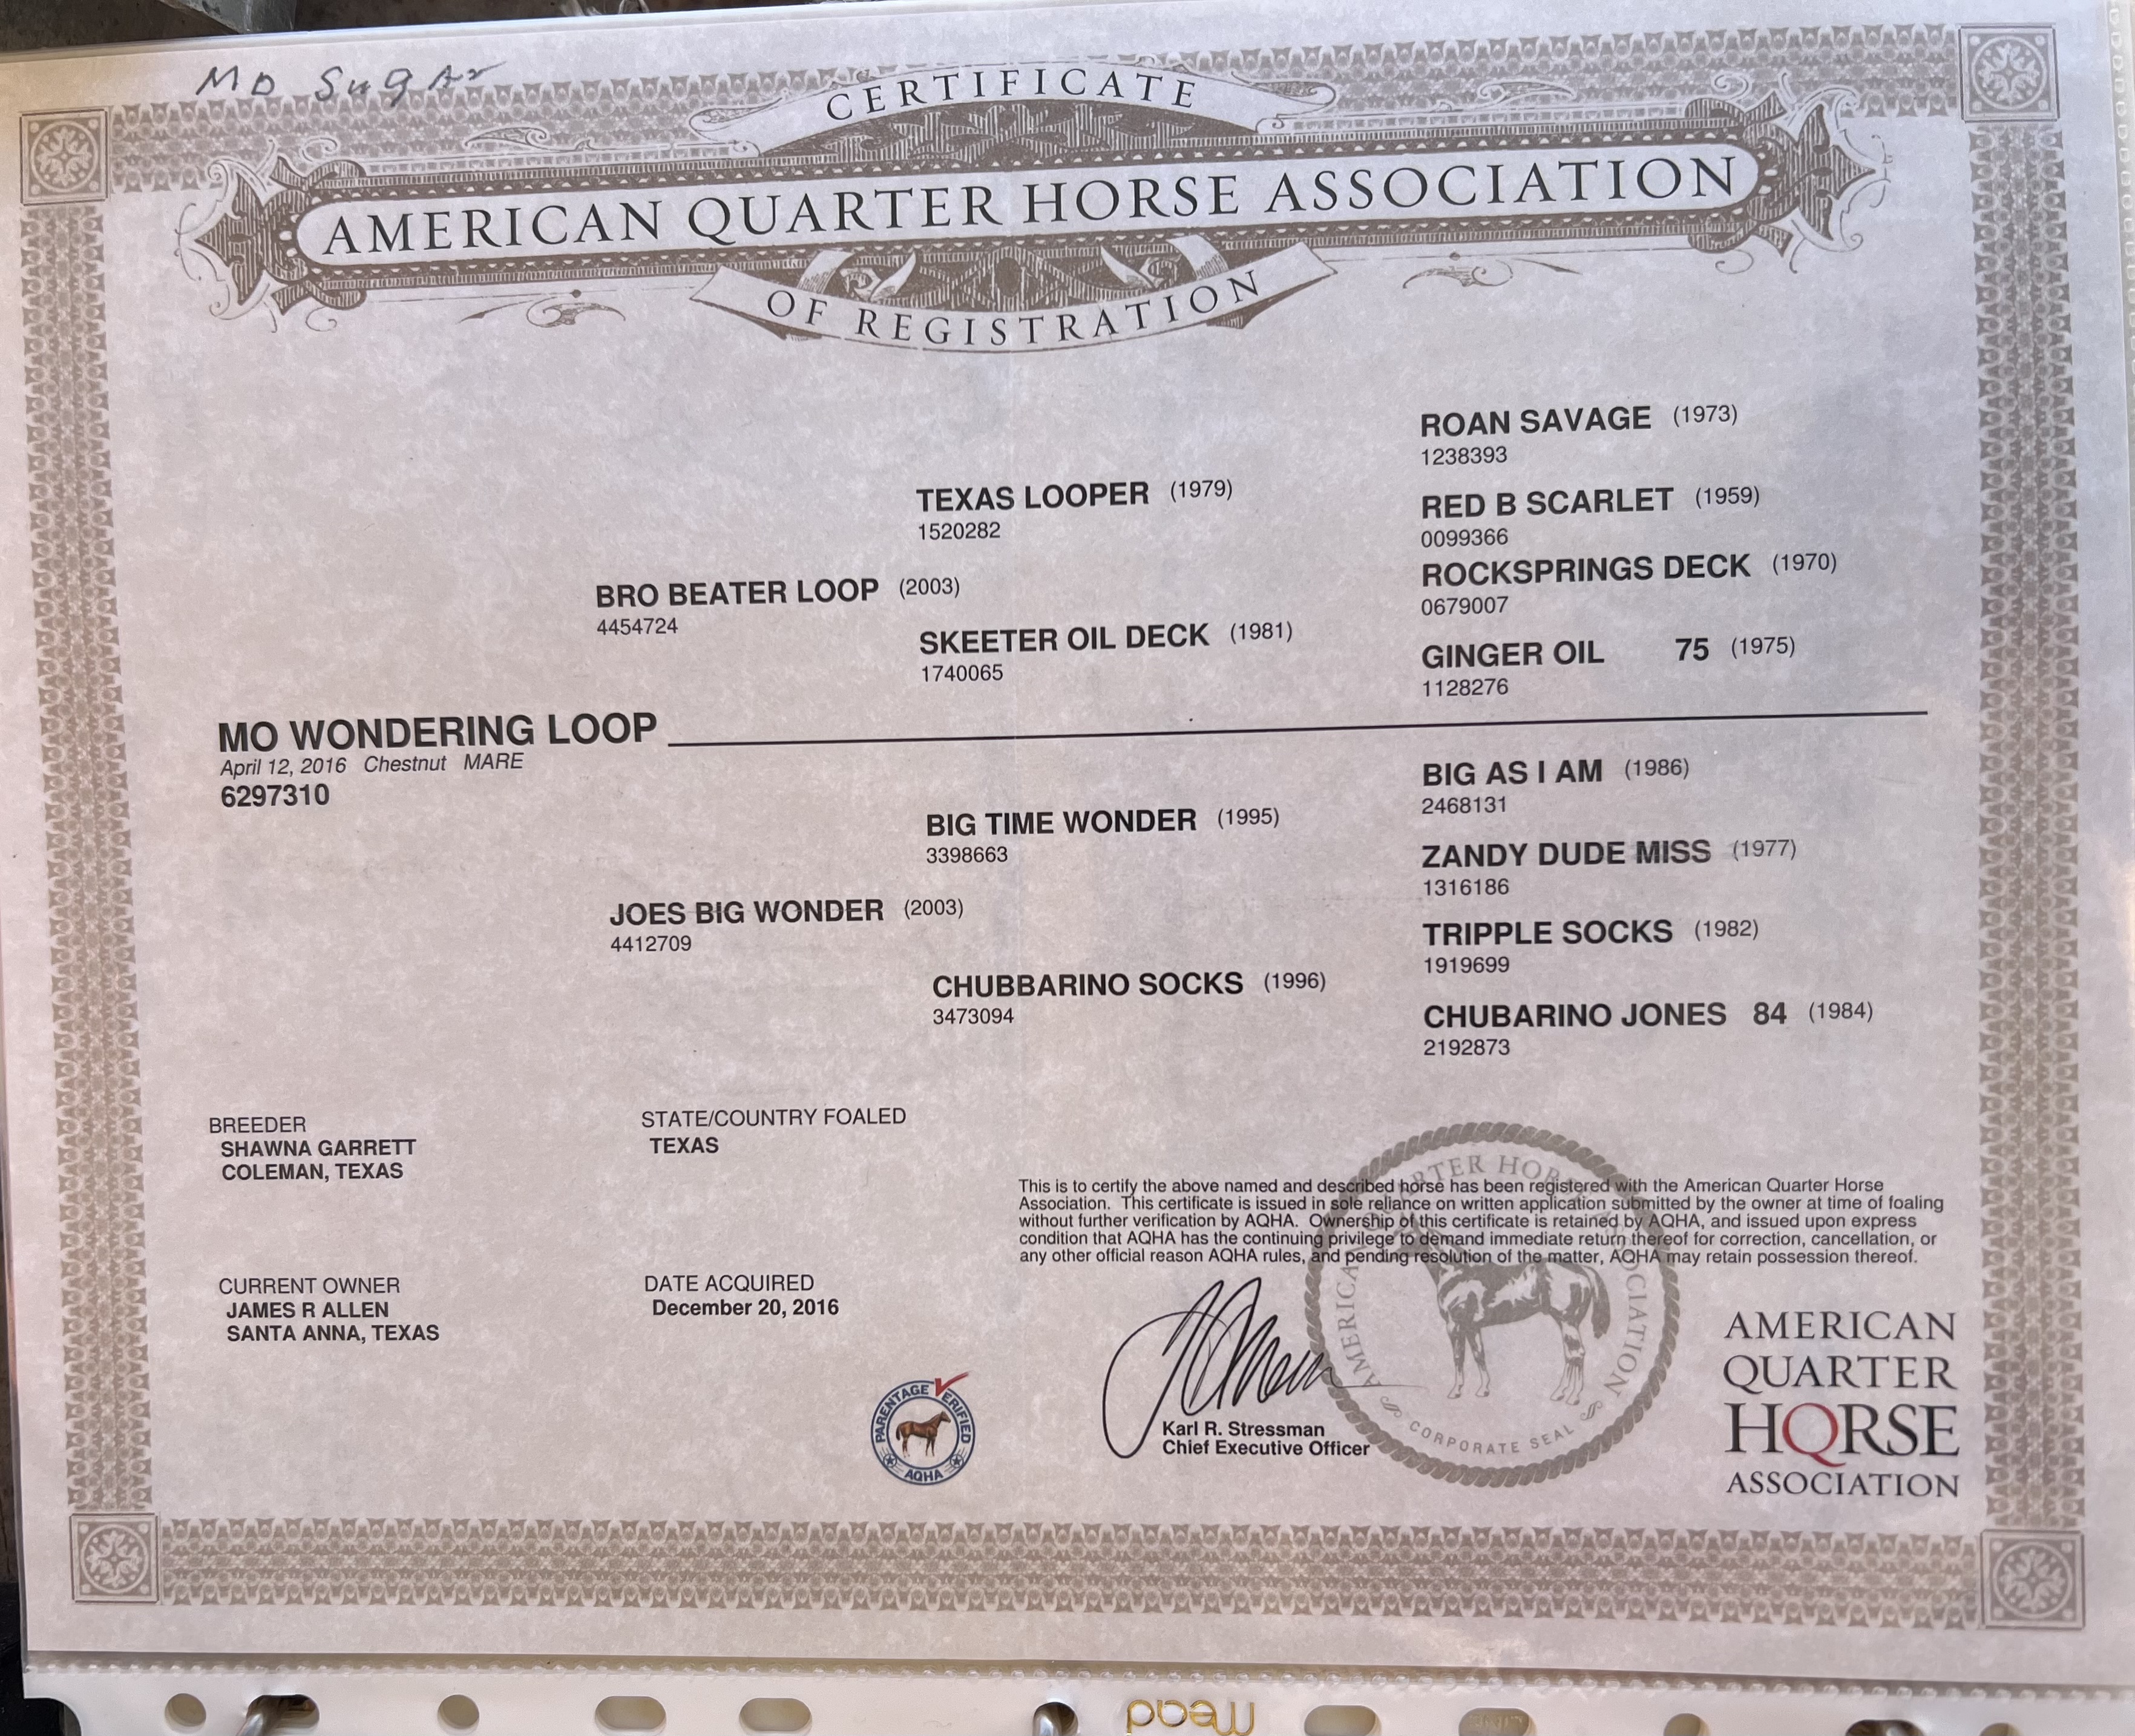 MO Sugar
CERTIFICATE
AMERICAN QUARTER HORSE ASSOCIATION
OF REGISTRATION
ROAN SAVAGE (1973)
1238393
TEXAS LOOPER (1979)
1520282
RED B SCARLET (1959)
0099366
BRO BEATER LOOP (2003)
4454724
ROCKSPRINGS DECK (1970)
0679007
SKEETER OIL DECK (1981)
1740065
GINGER OIL 75 (1975)
1128276
MO WONDERING LOOP
April 12, 2016 Chestnut MARE
6297310
BIG AS I AM (1986)
2468131
BIG TIME WONDER (1995)
3398663
ZANDY DUDE MISS (1977)
1316186
JOES BIG WONDER (2003)
4412709
TRIPPLE SOCKS (1982)
1919699
CHUBBARINO SOCKS (1996)
3473094
CHUBARINO JONES 84 (1984)
2192873
BREEDER
SHAWNA GARRETT
COLEMAN, TEXAS
STATE/COUNTRY FOALED
TEXAS
This is to certify the above named and described horse has been registered with the American Quarter Horse
Association. This certificate is issued in sole reliance on written application submitted by the owner at time of foaling
without further verification by AQHA. Ownership of this certificate is retained by AQHA, and issued upon express
condition that AQHA has the continuing privilege to demand immediate return thereof for correction, cancellation, or
any other official reason AQHA rules, and pending resolution of the matter, AQHA may retain possession thereof.
CURRENT OWNER
JAMES R ALLEN
SANTA ANNA, TEXAS
DATE ACQUIRED
December 20, 2016
PARENTAGE VERIFIED
AQHA
Karl R. Stressman
Chief Executive Officer
AMERICAN QUARTER HORSE ASSOCIATION
CORPORATE SEAL
AMERICAN
QUARTER
HORSE
ASSOCIATION
Mead